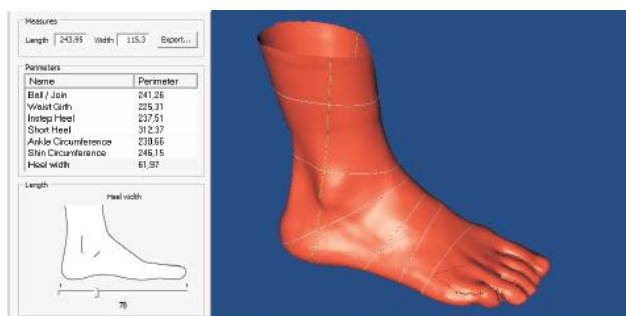 Measures
Length 243,95 Width 115,3 Export...
Perimeters
Name Perimeter
Ball / Join 241,26
Waist Girth 225,31
Instep Heel 237,51
Short Heel 312,37
Ankle Circumference 230,66
Shin Circumference 246,15
Heel width 61,97
Length
Heel width
78